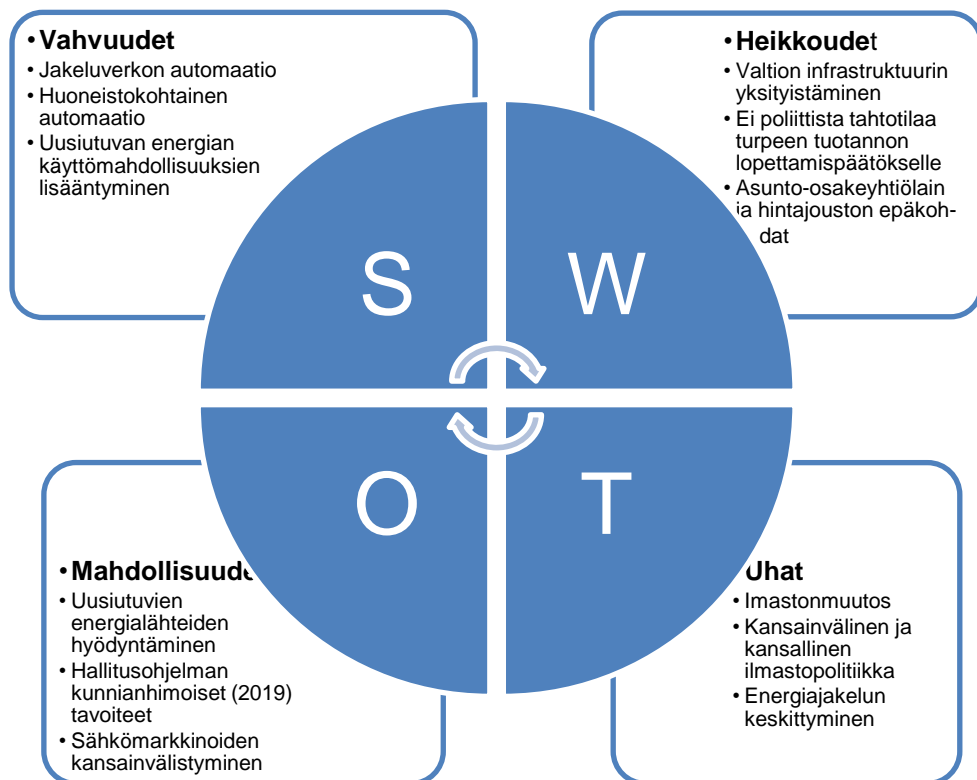 • Vahvuudet
• Jakeluverkon automaatio
• Huoneistokohtainen
automaatio
• Uusiutuvan energian
käyttömahdollisuuksien
lisääntyminen
• Heikkoudet
• Valtion infrastruktuurin
yksityistäminen
• Ei poliittista tahtotilaa
turpeen tuotannon
lopettamispäätökselle
• Asunto-osakeyhtiölain
ja hintajouston epäkoh-
dat
S
W
O
T
• Mahdollisuude
• Uusiutuvien
energialähteiden
hyödyntäminen
• Hallitusohjelman
kunnianhimoiset (2019)
tavoiteet
• Sähkömarkkinoiden
kansainvälistyminen
Uhat
• Imastonmuutos
• Kansainvälinen ja
kansallinen
ilmastopolitiikka
• Energiajakelun
keskittyminen